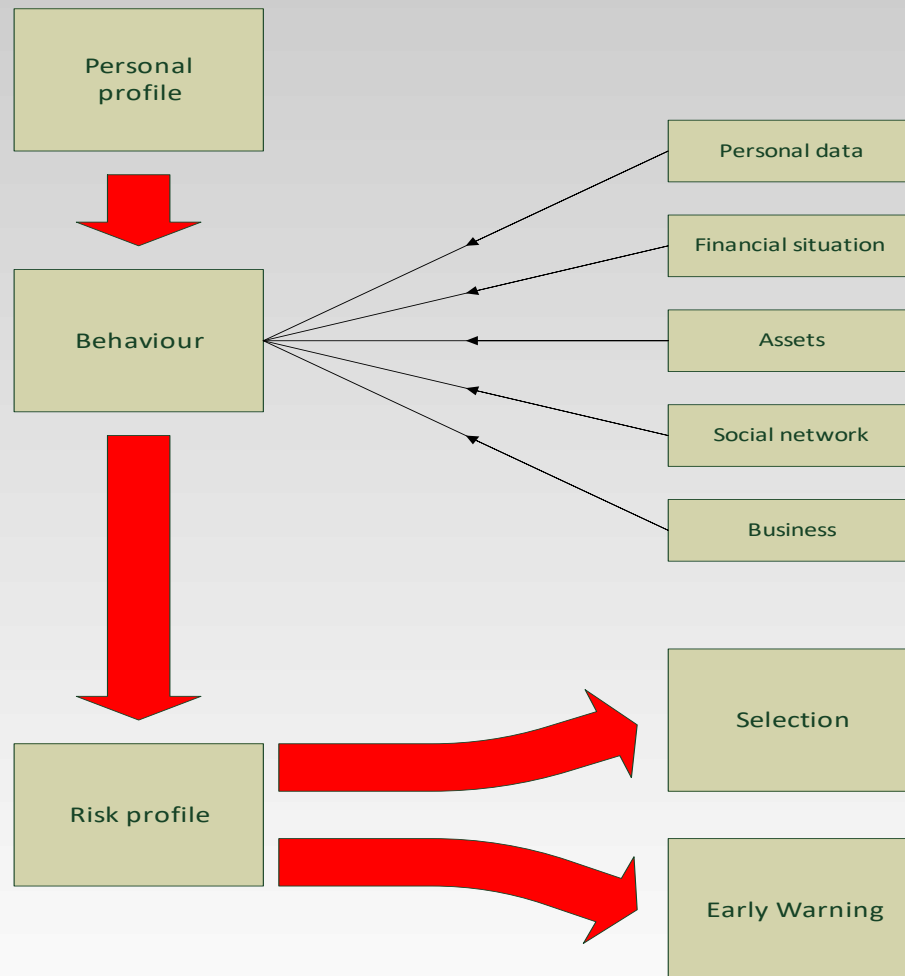 Personal
profile
Personal data
Financial situation
Behaviour
Assets
Social network
Business
Selection
Risk profile
Early Warning